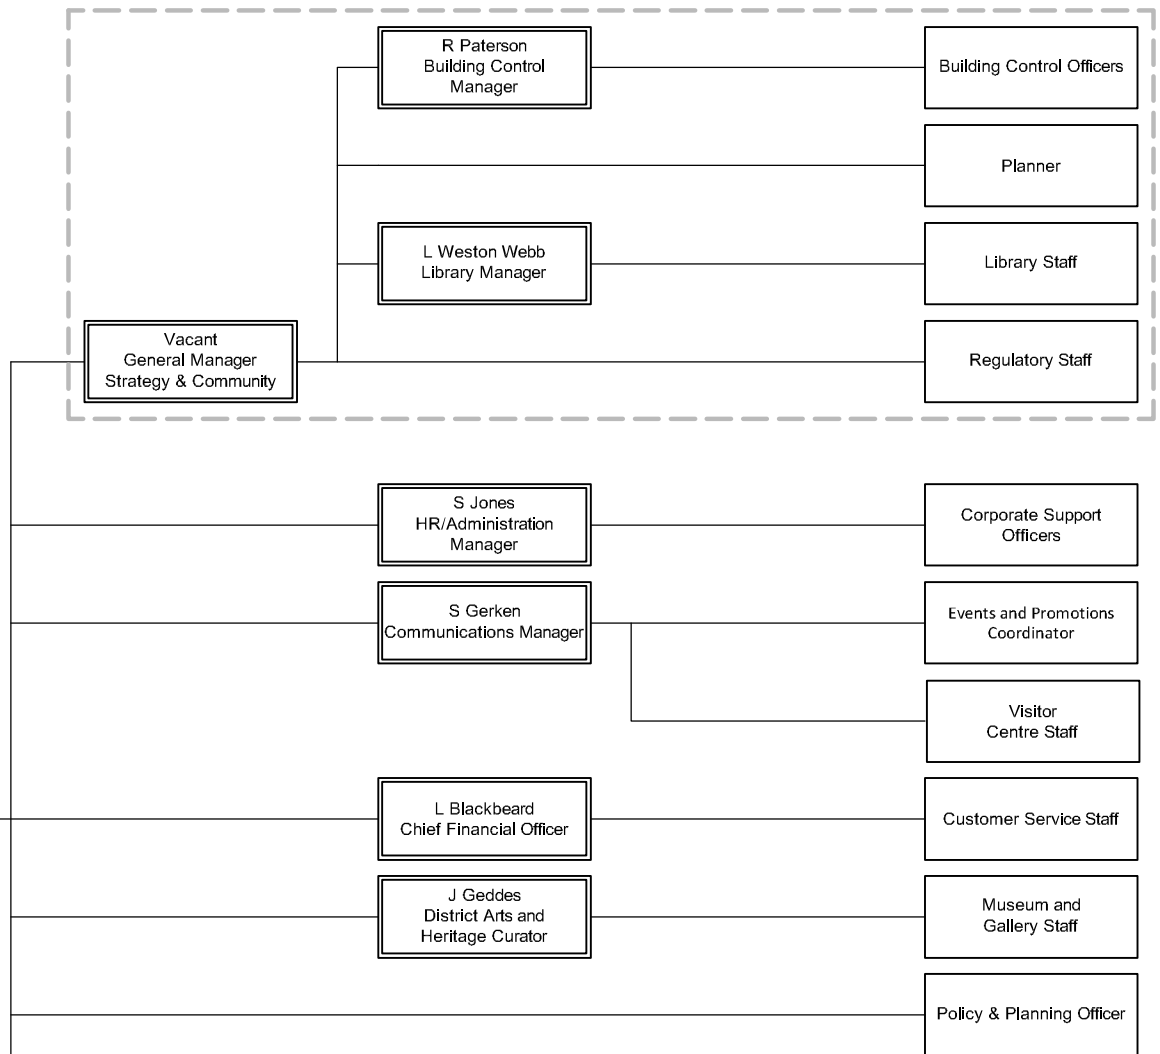 R Paterson
Building Control
Manager
Building Control Officers
Planner
L Weston Webb
Library Manager
Library Staff
Vacant
General Manager
Strategy & Community
Regulatory Staff
S Jones
HR/Administration
Manager
Corporate Support
Officers
S Gerken
Communications Manager
Events and Promotions
Coordinator
Visitor
Centre Staff
L Blackbeard
Chief Financial Officer
Customer Service Staff
J Geddes
District Arts and
Heritage Curator
Museum and
Gallery Staff
Policy & Planning Officer